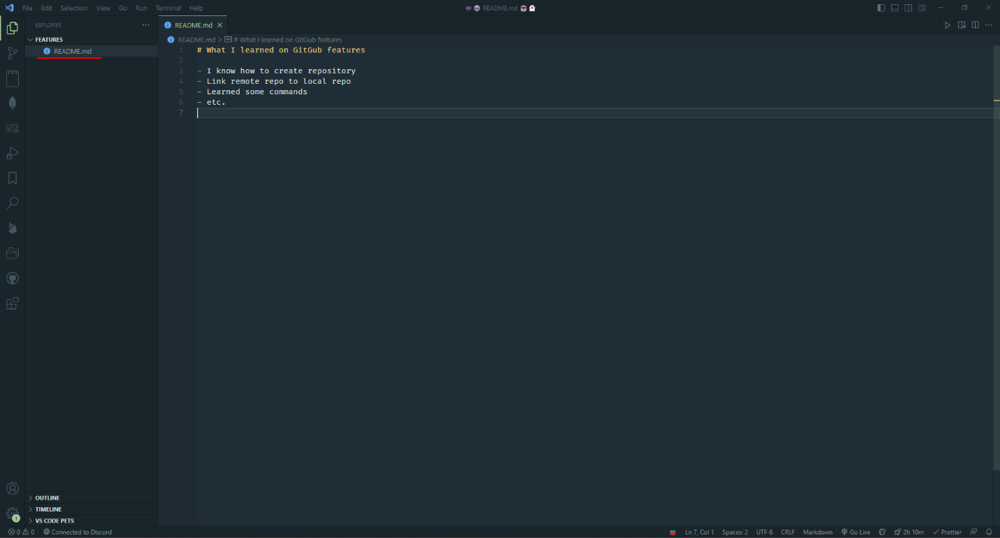 File Edit Selection View Go Run Terminal Help README.md
EXPLORER
FEATURES
README.md
README.md
README.md > # What I learned on GitGub features
1 # What I learned on GitGub features
2
3 - I know how to create repository
4 - Link remote repo to local repo
5 - Learned some commands
6 - etc.
7
N2
OUTLINE
TIMELINE
VS CODE PETS
1
0 0 Connected to Discord Ln 7, Col 1 Spaces: 2 UTF-8 CRLF Markdown Go Live 2h 10m Prettier